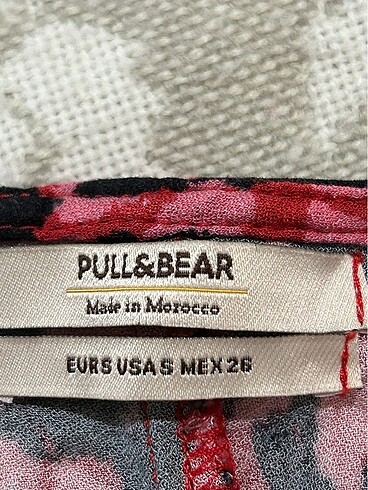 PULL&BEAR
Made in Morocco
EUR S USA S MEX 26